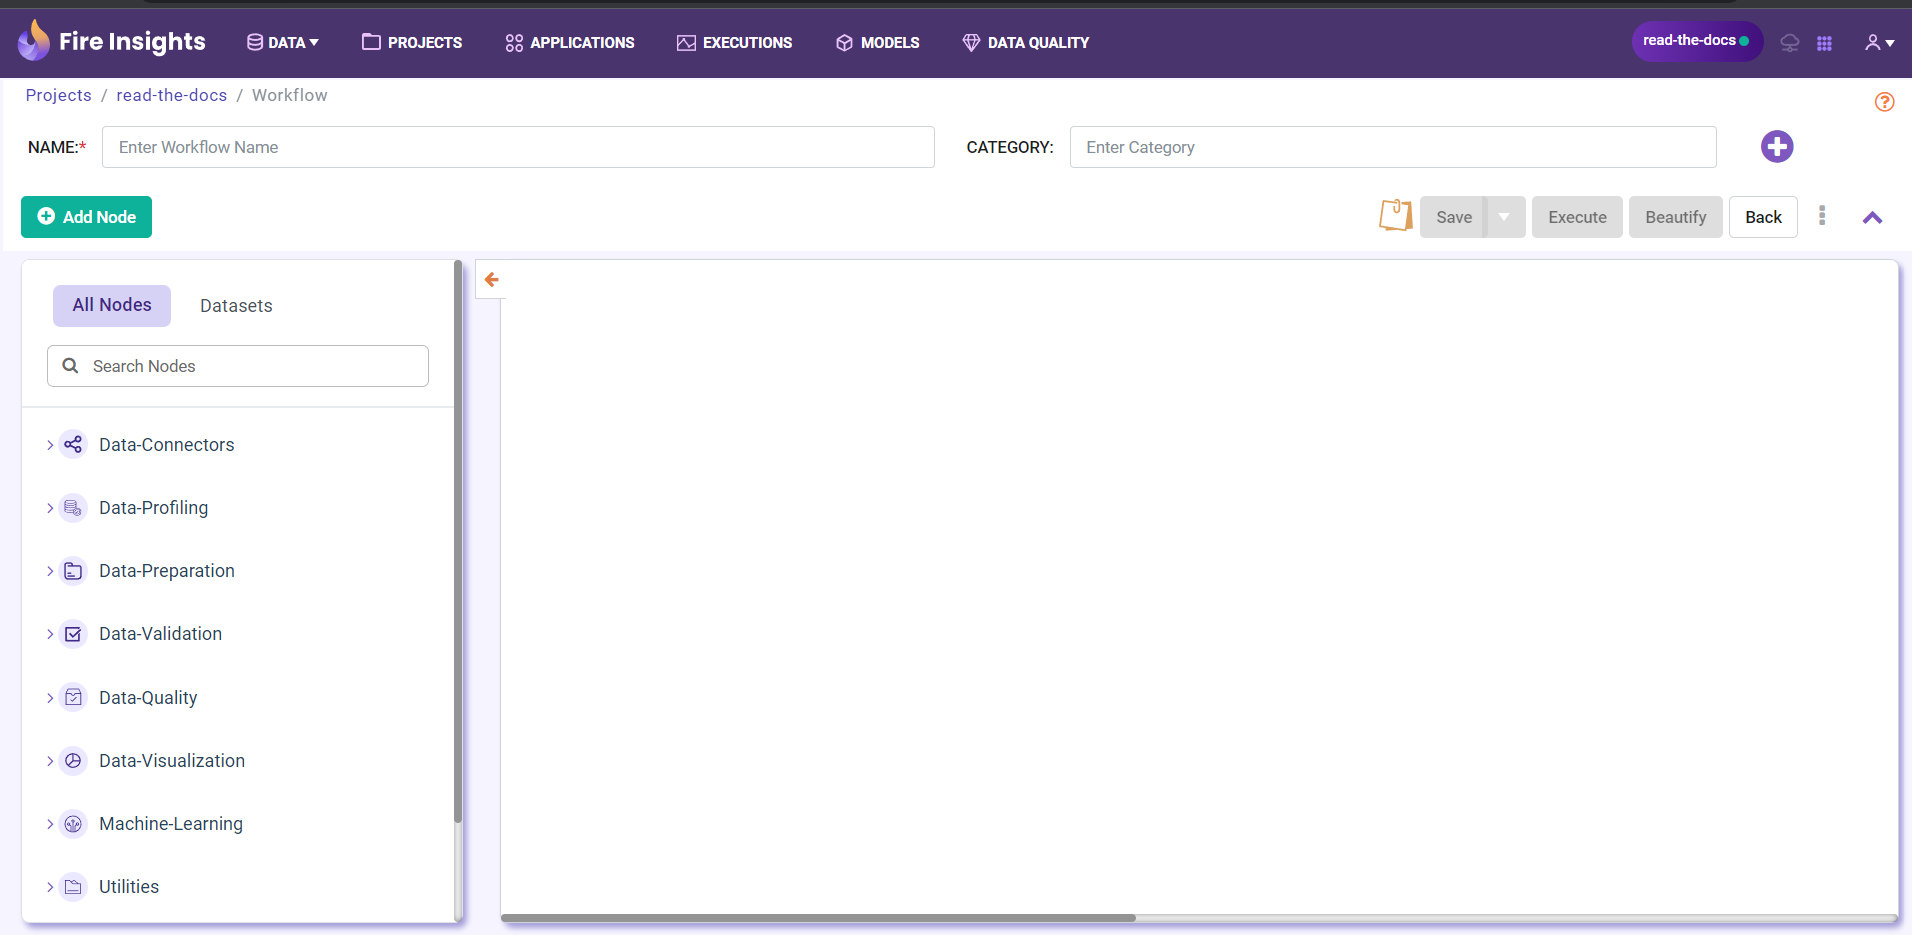 Fire Insights DATA PROJECTS APPLICATIONS EXECUTIONS MODELS DATA QUALITY read-the-docs
Projects / read-the-docs / Workflow
NAME:* Enter Workflow Name CATEGORY: Enter Category
Add Node Save Execute Beautify Back
All Nodes Datasets
Search Nodes
Data-Connectors
Data-Profiling
Data-Preparation
Data-Validation
Data-Quality
Data-Visualization
Machine-Learning
Utilities